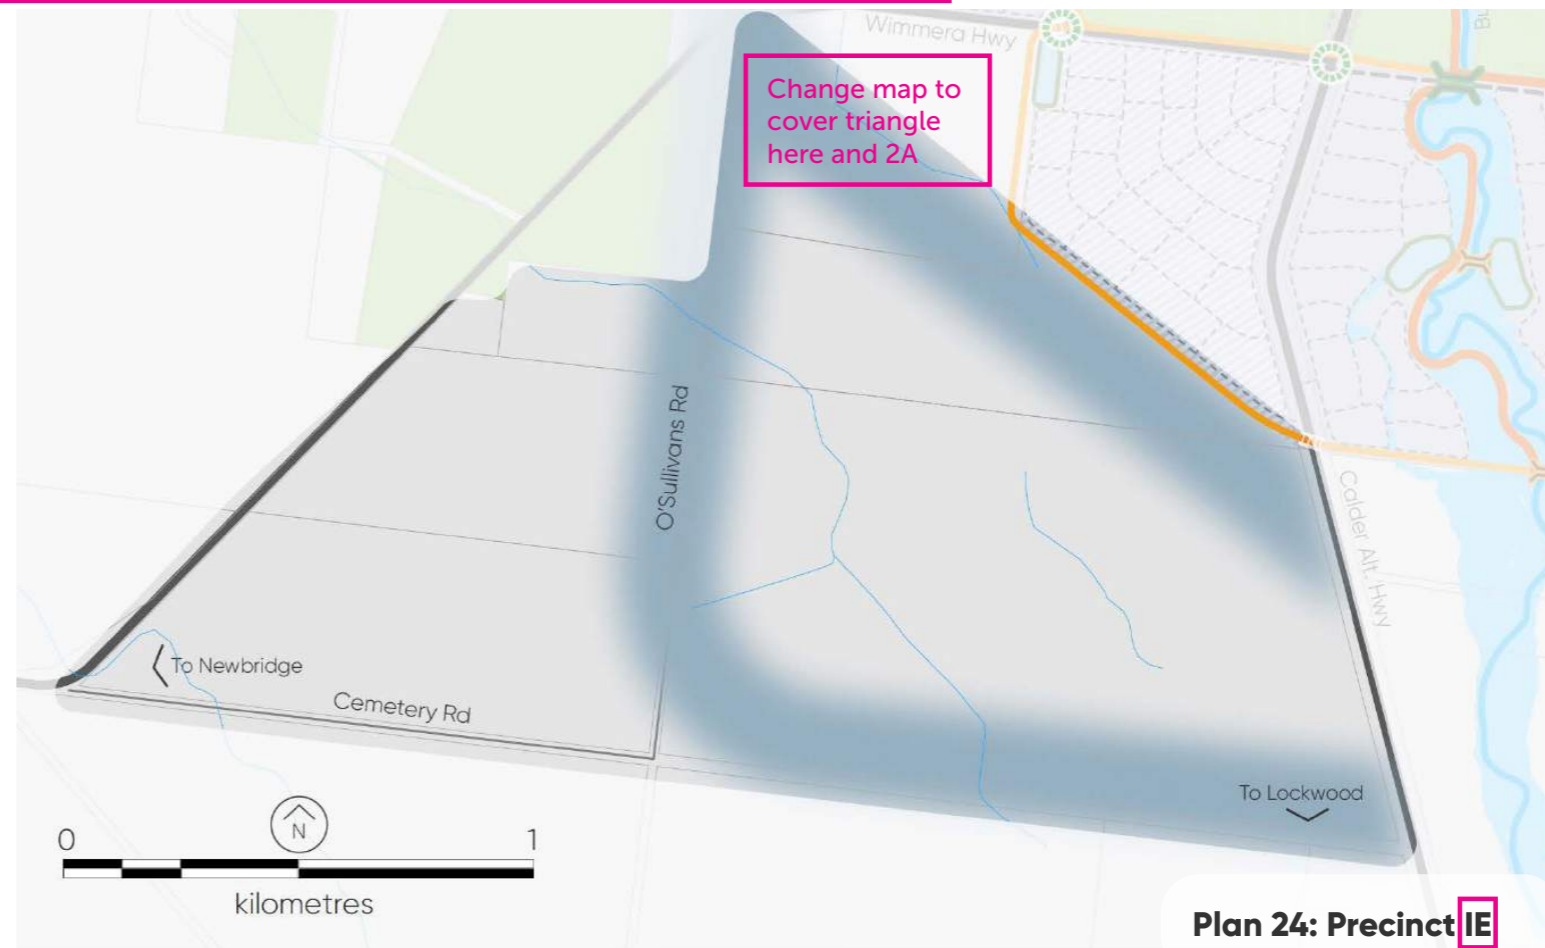 Wimmera Hwy
Bu
Change map to
cover triangle
here and 2A
O'Sullivans Rd
Calder Alt. Hwy
To Newbridge
Cemetery Rd
To Lockwood
N
0 1
kilometres
Plan 24: Precinct IE